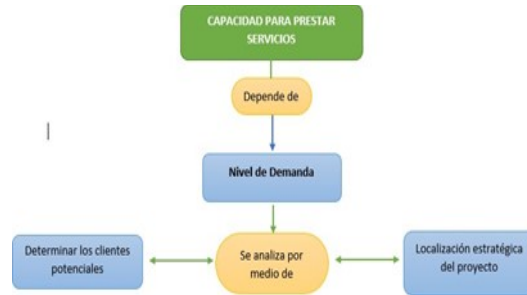 CAPACIDAD PARA PRESTAR
SERVICIOS
Depende de
Nivel de Demanda
Determinar los clientes
potenciales
Se analiza por
medio de
Localización estratégica
del proyecto